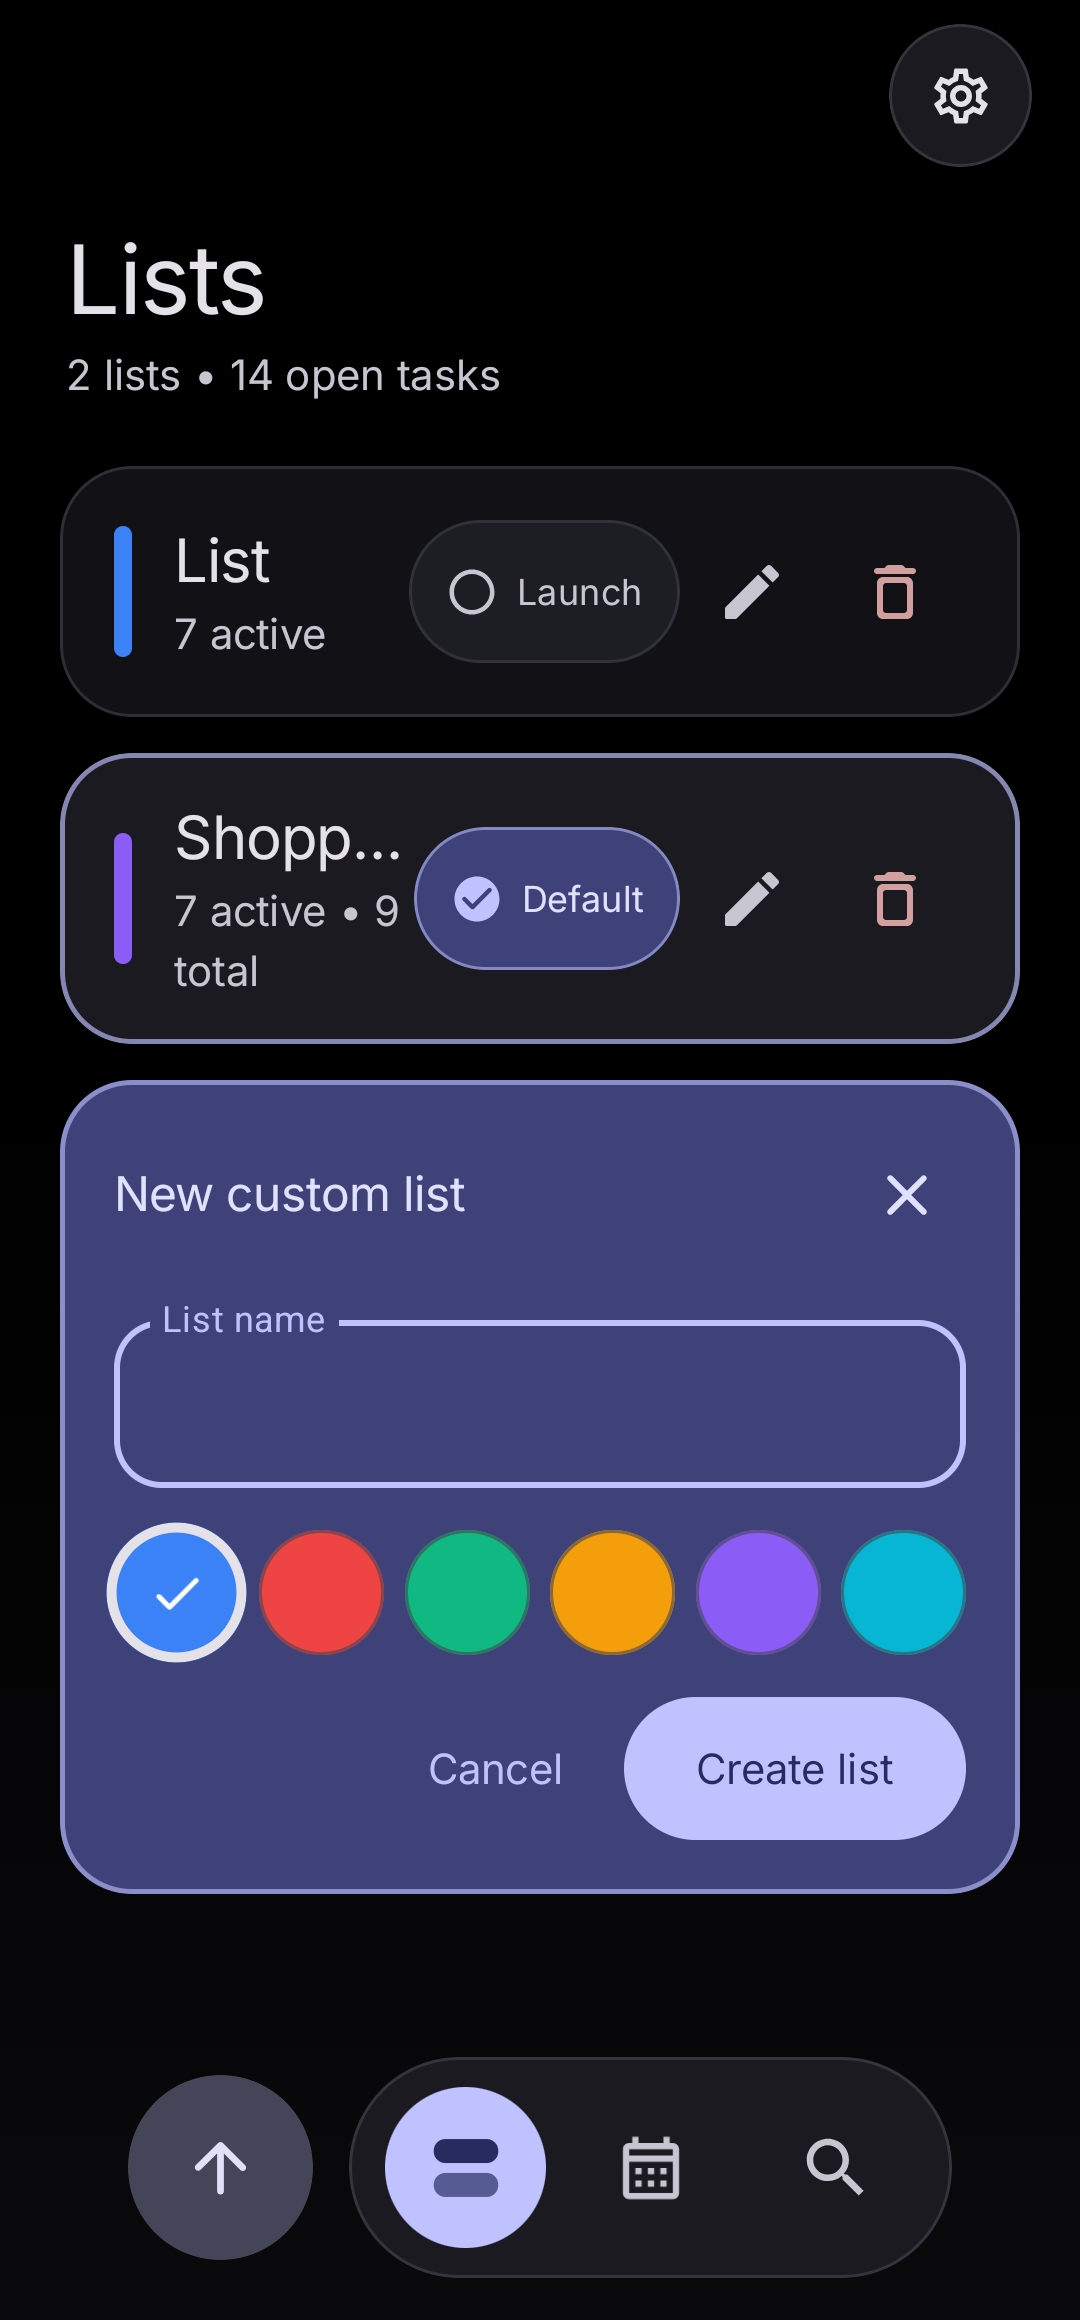 Lists
2 lists • 14 open tasks
List
7 active
Launch
Shopp...
7 active • 9
total
Default
New custom list
List name
Cancel
Create list